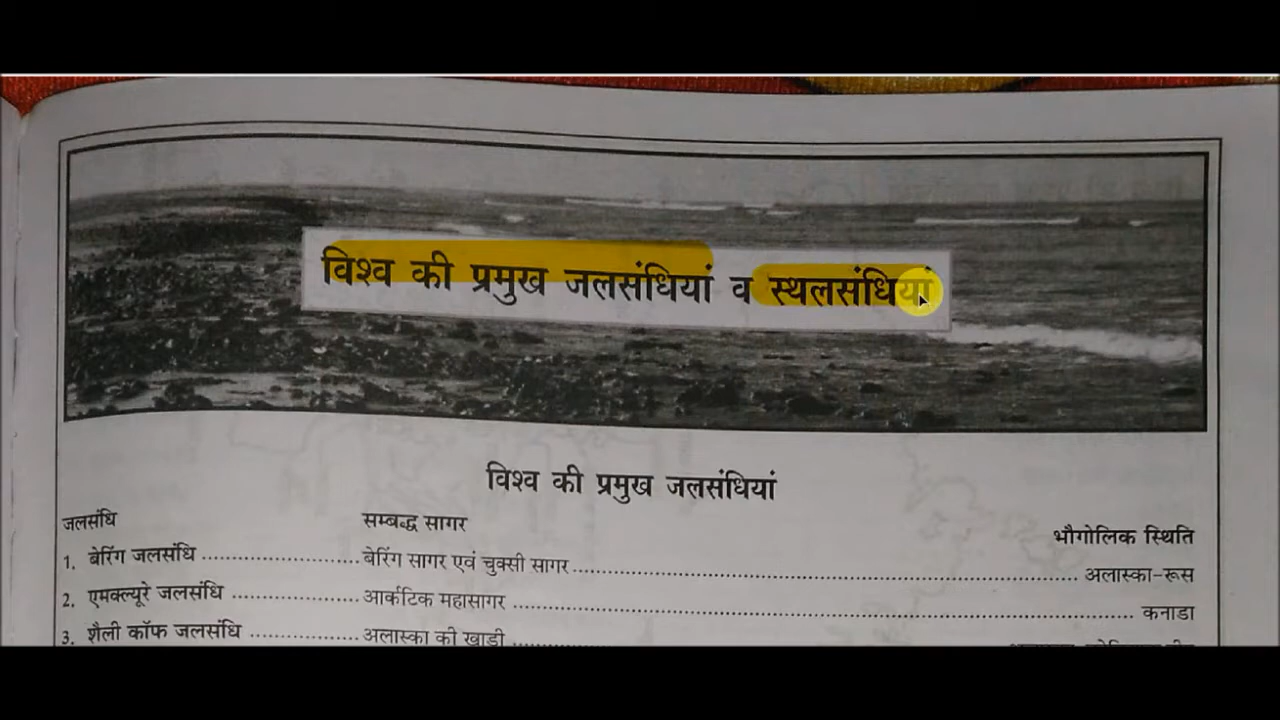 विश्व की प्रमुख जलसंधियां व स्थलसंधियां
विश्व की प्रमुख जलसंधियां
जलसंधि सम्बद्ध सागर भौगोलिक स्थिति
1. बेरिंग जलसंधि ..................... बेरिंग सागर एवं चुक्सी सागर ..................... अलास्का-रूस
2. एमक्ल्यूरे जलसंधि ..................... आर्कटिक महासागर ..................... कनाडा
3. शैली कॉफ जलसंधि ..................... अलास्का की खाड़ी .....................